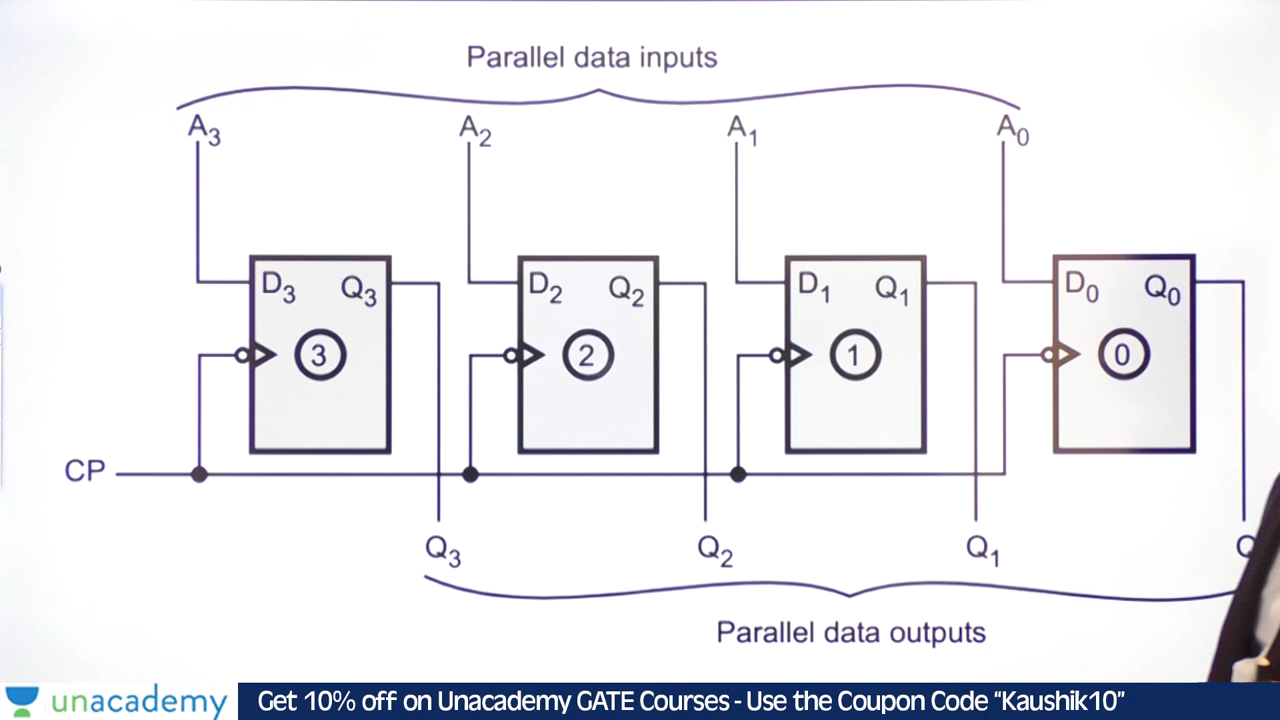 Parallel data inputs
A3 A2 A1 A0
D3 Q3 D2 Q2 D1 Q1 D0 Q0
3 2 1 0
CP
Q3 Q2 Q1
Parallel data outputs
unacademy Get 10% off on Unacademy GATE Courses - Use the Coupon Code “Kaushik10”